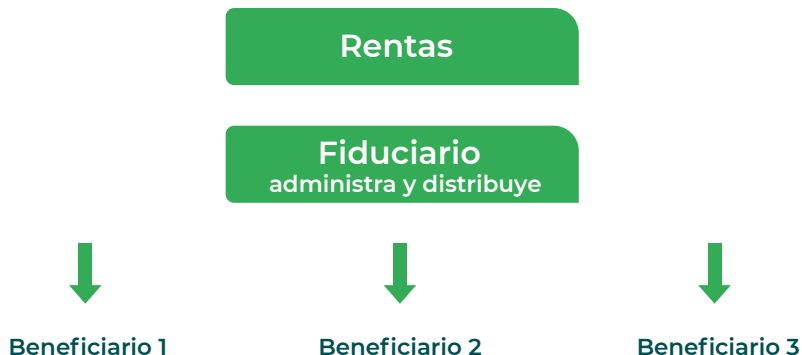 Rentas
Fiduciario
administra y distribuye
Beneficiario 1
Beneficiario 2
Beneficiario 3